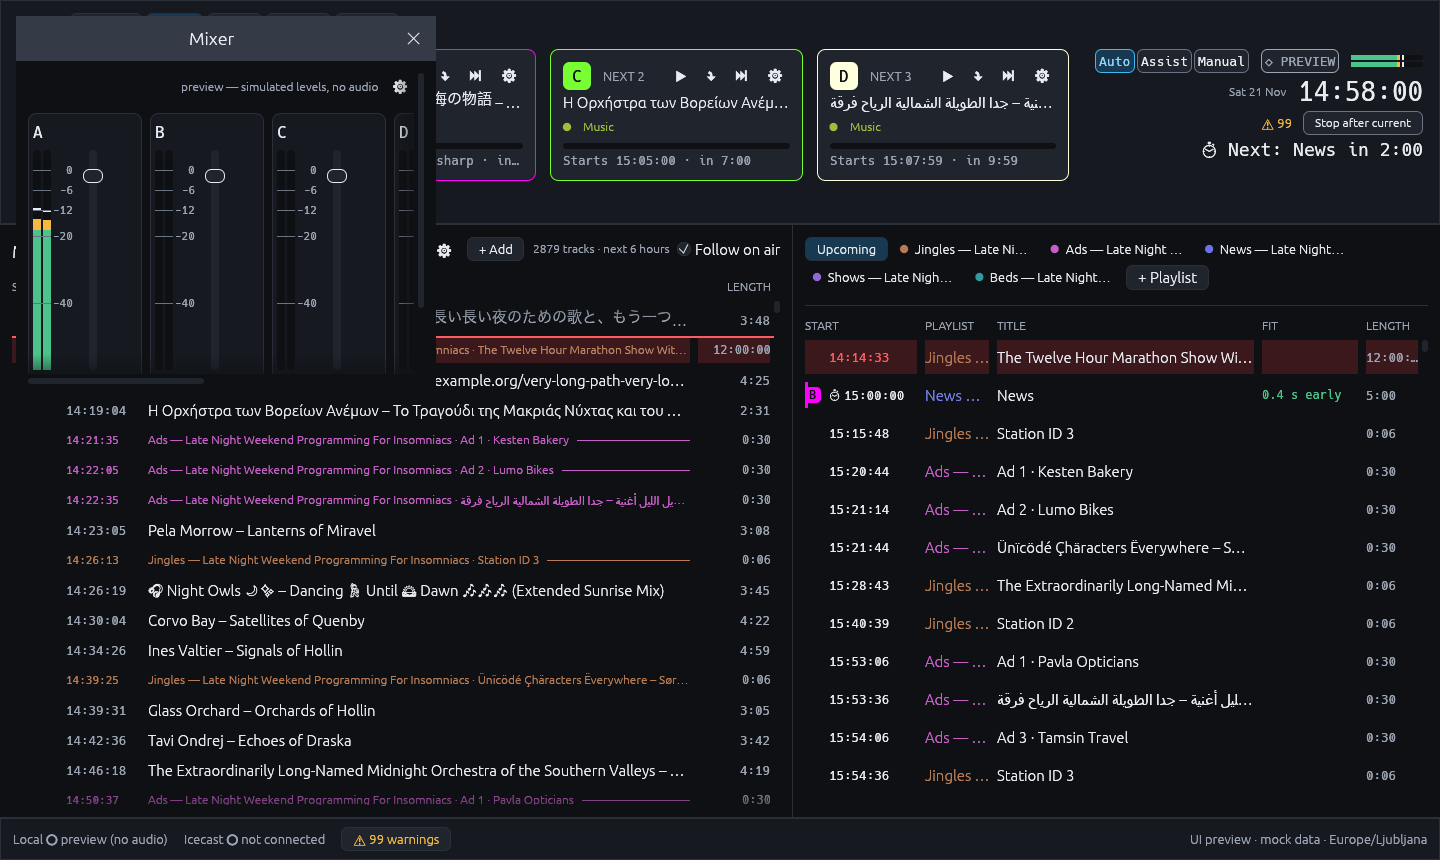 Mixer
preview — simulated levels, no audio
A
B
C
D
0
-6
-12
-20
-40
0
-6
-12
-20
-40
0
-6
-12
-20
-40
海の物語 – …
sharp · in…
C NEXT 2
Η Ορχήστρα των Βορείων Ανέμ…
Music
Starts 15:05:00 · in 7:00
D NEXT 3
…نية – جدا الطويلة الشمالية الرياح فرقة
Music
Starts 15:07:59 · in 9:59
Auto Assist Manual ◇ PREVIEW
Sat 21 Nov 14:58:00
⚠ 99 Stop after current
Next: News in 2:00
+ Add 2879 tracks · next 6 hours ✓ Follow on air
LENGTH
長い長い夜のための歌と、もう一つ… 3:48
mniacs · The Twelve Hour Marathon Show Wit… 12:00:00
example.org/very-long-path-very-lo… 4:25
14:19:04 Η Ορχήστρα των Βορείων Ανέμων – Το Τραγούδι της Μακριάς Νύχτας και του … 2:31
14:21:35 Ads — Late Night Weekend Programming For Insomniacs · Ad 1 · Kesten Bakery 0:30
14:22:05 Ads — Late Night Weekend Programming For Insomniacs · Ad 2 · Lumo Bikes 0:30
14:22:35 Ads — Late Night Weekend Programming For Insomniacs · …يل الليل أغنية – جدا الطويلة الشمالية الرياح فرقة 0:30
14:23:05 Pela Morrow – Lanterns of Miravel 3:08
14:26:13 Jingles — Late Night Weekend Programming For Insomniacs · Station ID 3 0:06
14:26:19 🎧 Night Owls 🌙✨ – Dancing 💃 Until 🌅 Dawn 🎶🎶🎶 (Extended Sunrise Mix) 3:45
14:30:04 Corvo Bay – Satellites of Quenby 4:22
14:34:26 Ines Valtier – Signals of Hollin 4:59
14:39:25 Jingles — Late Night Weekend Programming For Insomniacs · Ünïcödé Çhäracters Ëverywhere – Sør… 0:06
14:39:31 Glass Orchard – Orchards of Hollin 3:05
14:42:36 Tavi Ondrej – Echoes of Draska 3:42
14:46:18 The Extraordinarily Long-Named Midnight Orchestra of the Southern Valleys – … 4:19
14:50:37 Ads — Late Night Weekend Programming For Insomniacs · Ad 1 · Pavla Opticians 0:30
Upcoming Jingles — Late Ni… Ads — Late Night … News — Late Night…
Shows — Late Nigh… Beds — Late Night… + Playlist
START PLAYLIST TITLE FIT LENGTH
14:14:33 Jingles … The Twelve Hour Marathon Show Wi… 12:00:…
B 15:00:00 News … News 0.4 s early 5:00
15:15:48 Jingles … Station ID 3 0:06
15:20:44 Ads — … Ad 1 · Kesten Bakery 0:30
15:21:14 Ads — … Ad 2 · Lumo Bikes 0:30
15:21:44 Ads — … Ünïcödé Çhäracters Ëverywhere – S… 0:30
15:28:43 Jingles … The Extraordinarily Long-Named Mi… 0:06
15:40:39 Jingles … Station ID 2 0:06
15:53:06 Ads — … Ad 1 · Pavla Opticians 0:30
15:53:36 Ads — … …ليل أغنية – جدا الطويلة الشمالية الرياح فرقة 0:30
15:54:06 Ads — … Ad 3 · Tamsin Travel 0:30
15:54:36 Jingles … Station ID 3 0:06
Local preview (no audio) Icecast not connected ⚠ 99 warnings
UI preview · mock data · Europe/Ljubljana